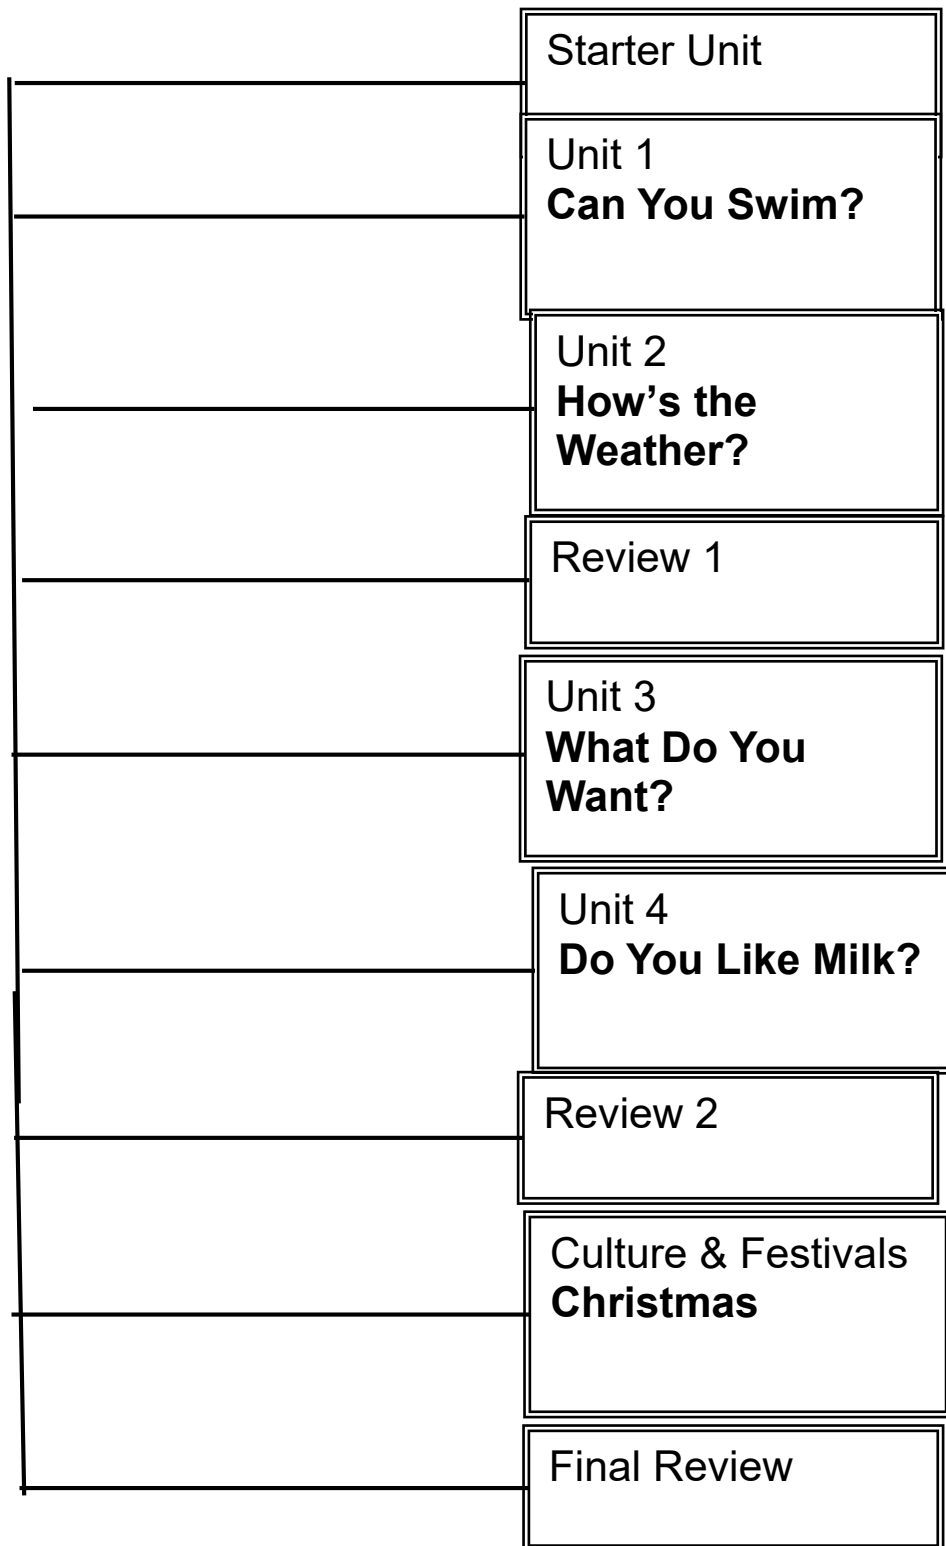 Starter Unit
Unit 1
Can You Swim?
Unit 2
How’s the
Weather?
Review 1
Unit 3
What Do You
Want?
Unit 4
Do You Like Milk?
Review 2
Culture & Festivals
Christmas
Final Review